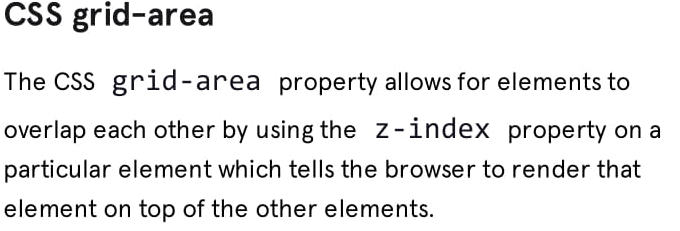 CSS grid-area
The CSS grid-area property allows for elements to
overlap each other by using the z-index property on a
particular element which tells the browser to render that
element on top of the other elements.